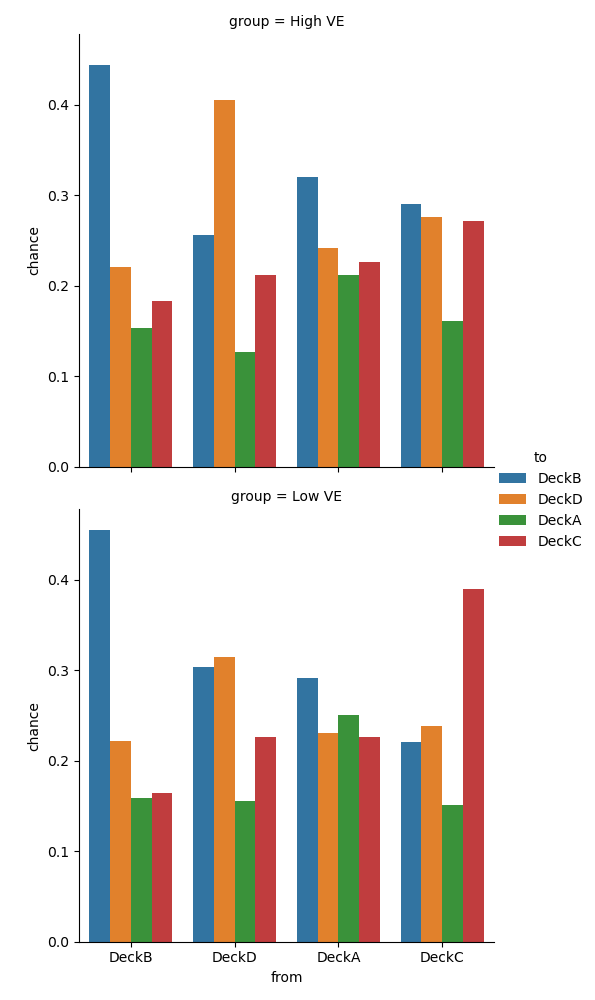 group = High VE
chance
0.4
0.3
0.2
0.1
0.0
to
DeckB
DeckD
DeckA
DeckC
group = Low VE
chance
0.4
0.3
0.2
0.1
0.0
DeckB DeckD DeckA DeckC
from